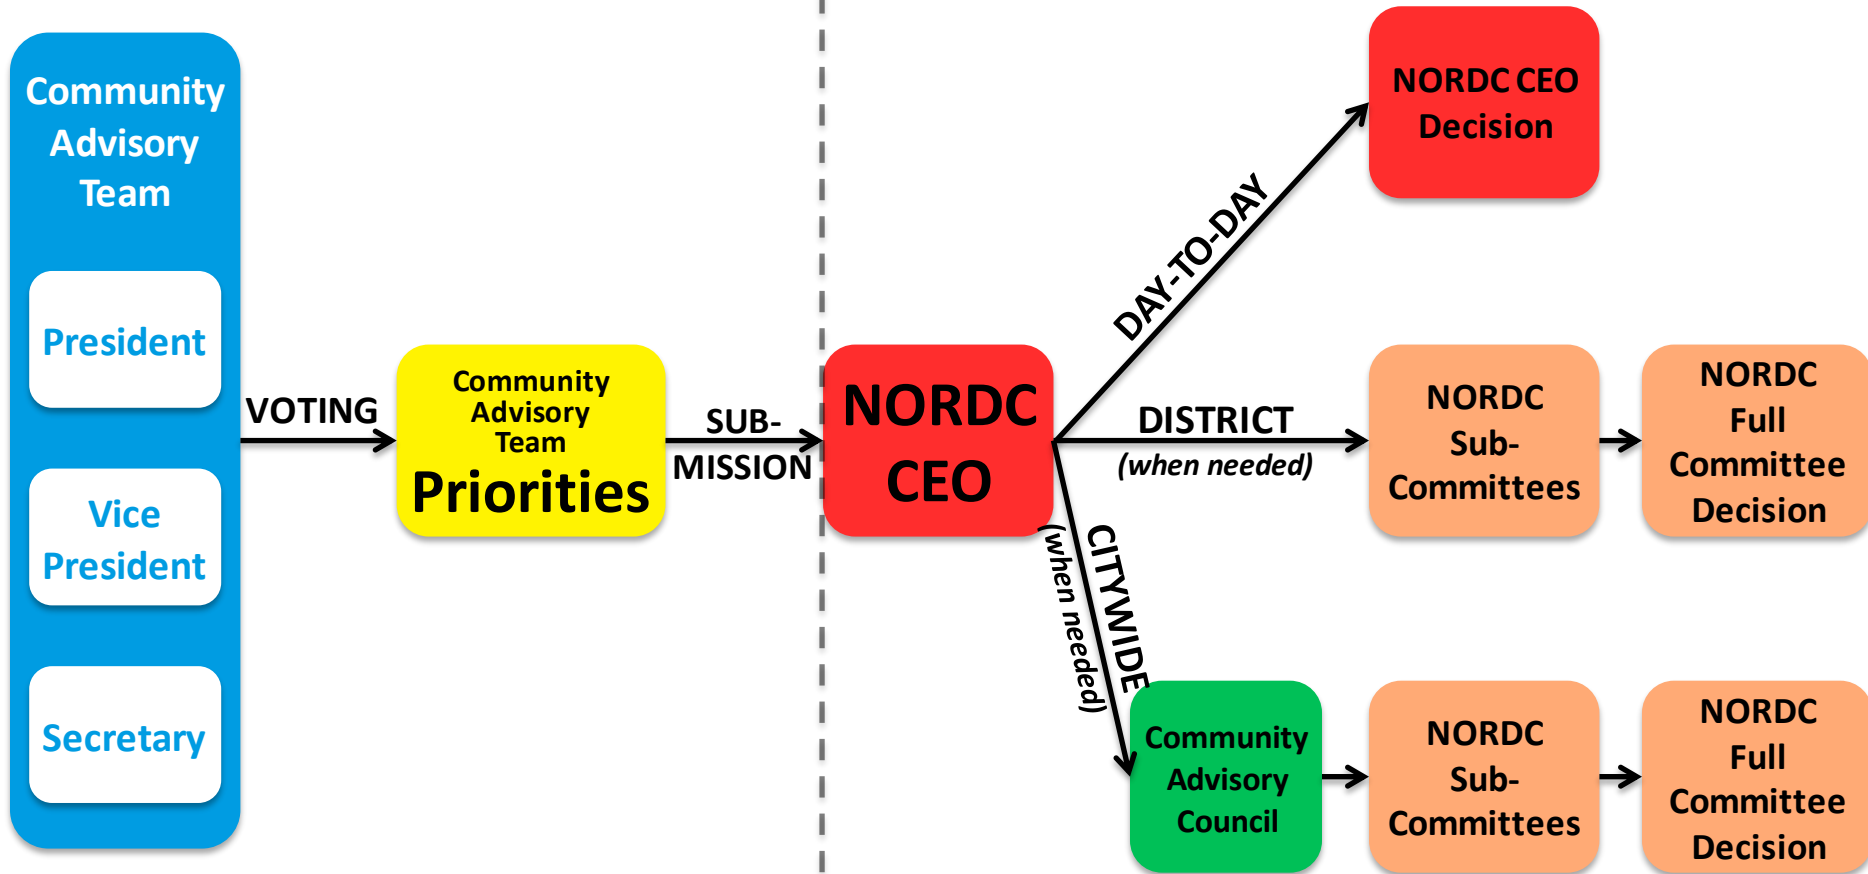 Community
Advisory
Team
President
Vice
President
Secretary
VOTING
Community
Advisory
Team
Priorities
SUB-
MISSION
NORDC
CEO
DAY-TO-DAY
NORDC CEO
Decision
DISTRICT
(when needed)
NORDC
Sub-
Committees
NORDC
Full
Committee
Decision
CITYWIDE
(when needed)
Community
Advisory
Council
NORDC
Sub-
Committees
NORDC
Full
Committee
Decision